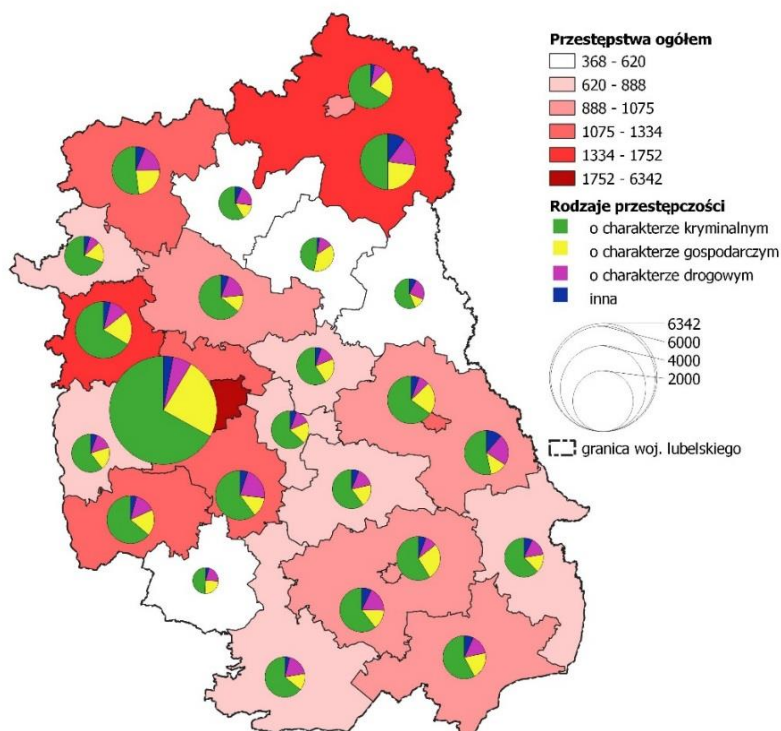 Przestępstwa ogółem
368 - 620
620 - 888
888 - 1075
1075 - 1334
1334 - 1752
1752 - 6342
Rodzaje przestępczości
o charakterze kryminalnym
o charakterze gospodarczym
o charakterze drogowym
inna
6342
6000
4000
2000
granica woj. lubelskiego